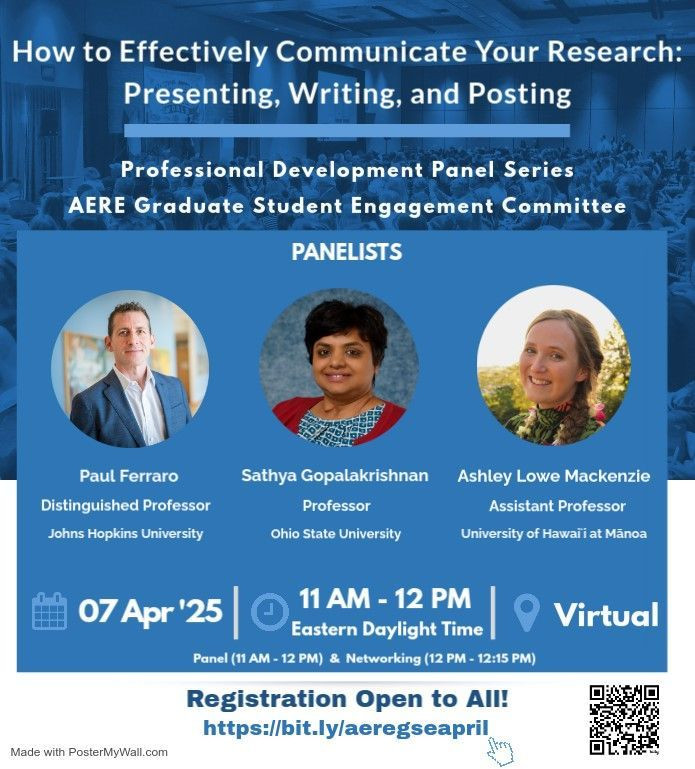 How to Effectively Communicate Your Research:
Presenting, Writing, and Posting
Professional Development Panel Series
AERE Graduate Student Engagement Committee
PANELISTS
Paul Ferraro
Distinguished Professor
Johns Hopkins University
Sathya Gopalakrishnan
Professor
Ohio State University
Ashley Lowe Mackenzie
Assistant Professor
University of Hawai`i at Mānoa
07 Apr '25
11 AM - 12 PM
Eastern Daylight Time
Virtual
Panel (11 AM - 12 PM) & Networking (12 PM - 12:15 PM)
Registration Open to All!
https://bit.ly/aeregseapril
Made with PosterMyWall.com